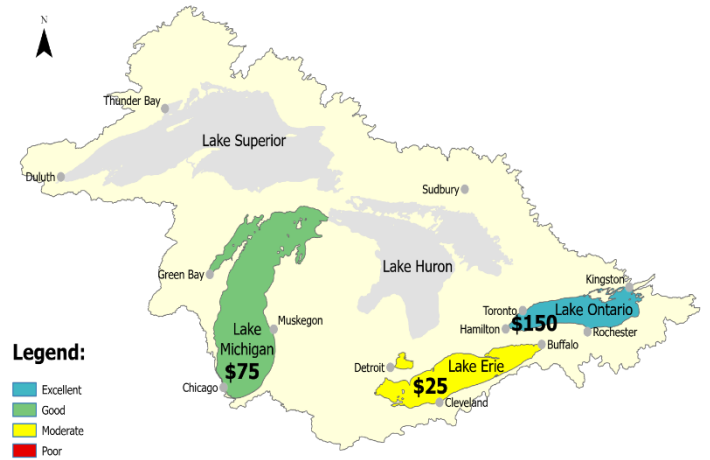 N
Thunder Bay
Lake Superior
Duluth
Sudbury
Green Bay
Lake Huron
Kingston
Toronto
Lake Ontario
Hamilton
$150
Rochester
Muskegon
Lake
Michigan
$75
Buffalo
Detroit
Lake Erie
$25
Chicago
Cleveland
Legend:
Excellent
Good
Moderate
Poor